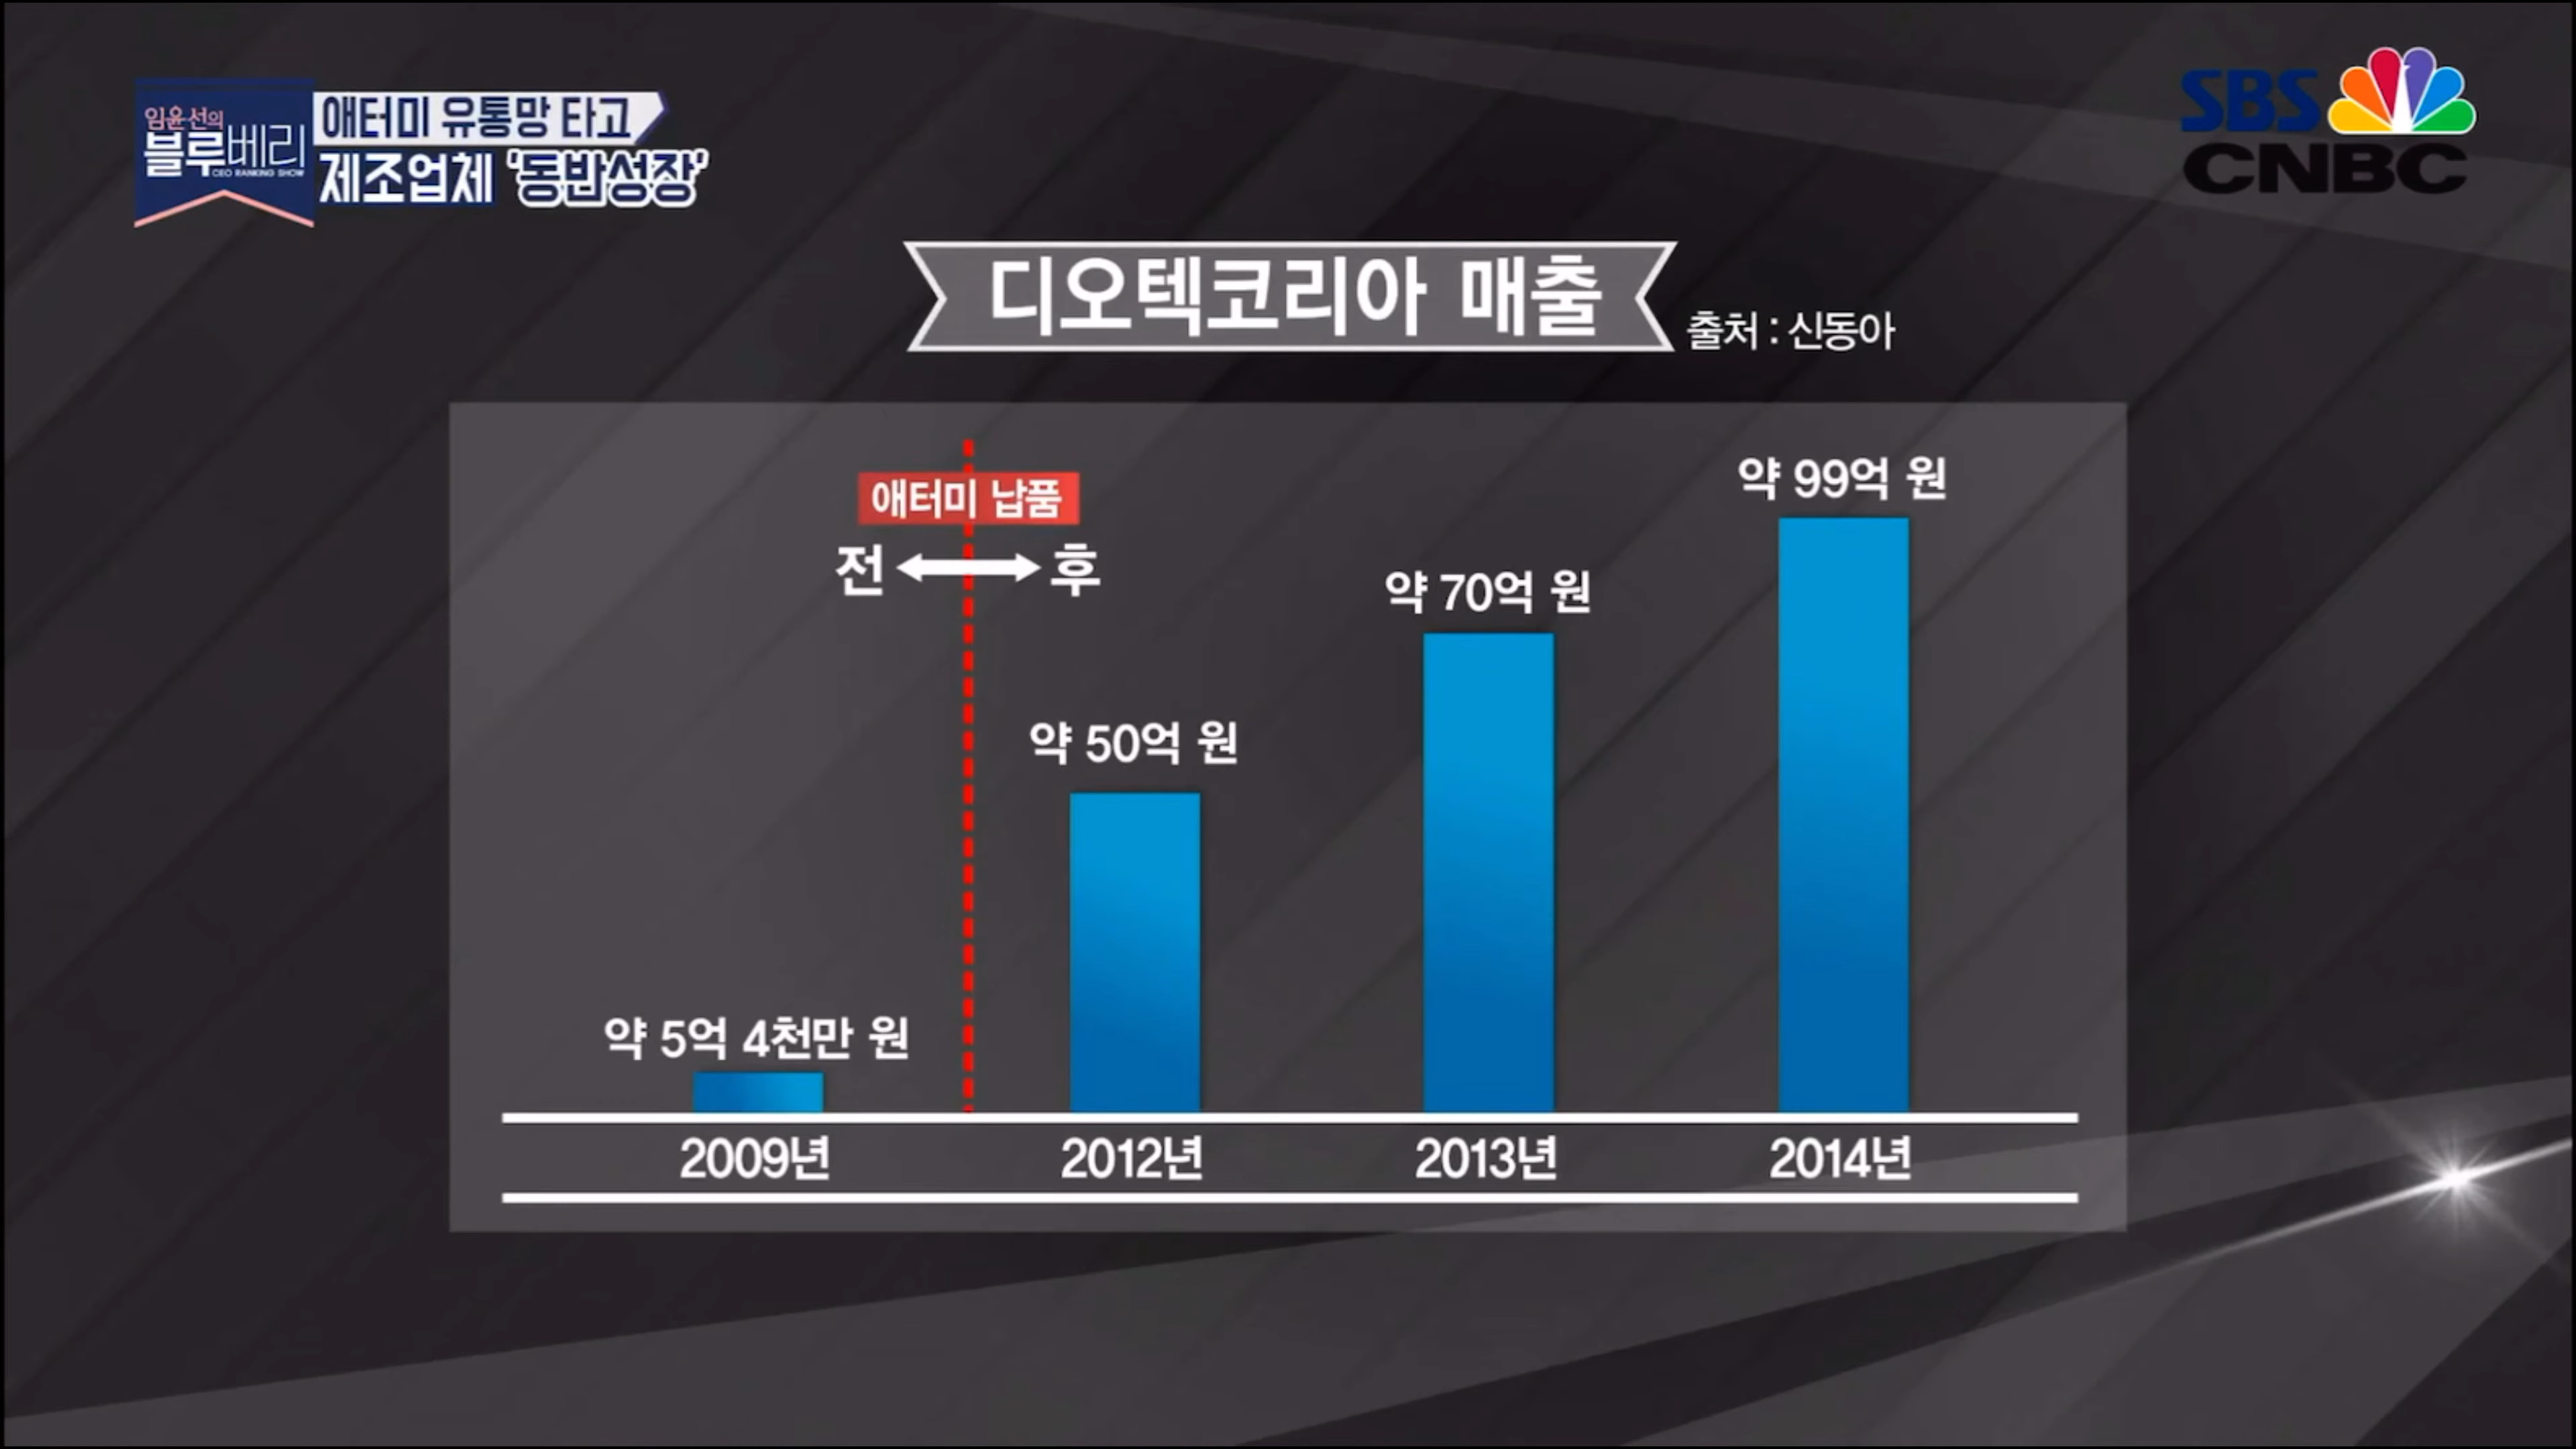 임윤선의
블루베리
CEO RANKING SHOW
애터미 유통망 타고
제조업체 '동반성장'
SBS
CNBC
디오텍코리아 매출
출처 : 신동아
애터미 납품
전 후
약 5억 4천만 원
약 50억 원
약 70억 원
약 99억 원
2009년 2012년 2013년 2014년